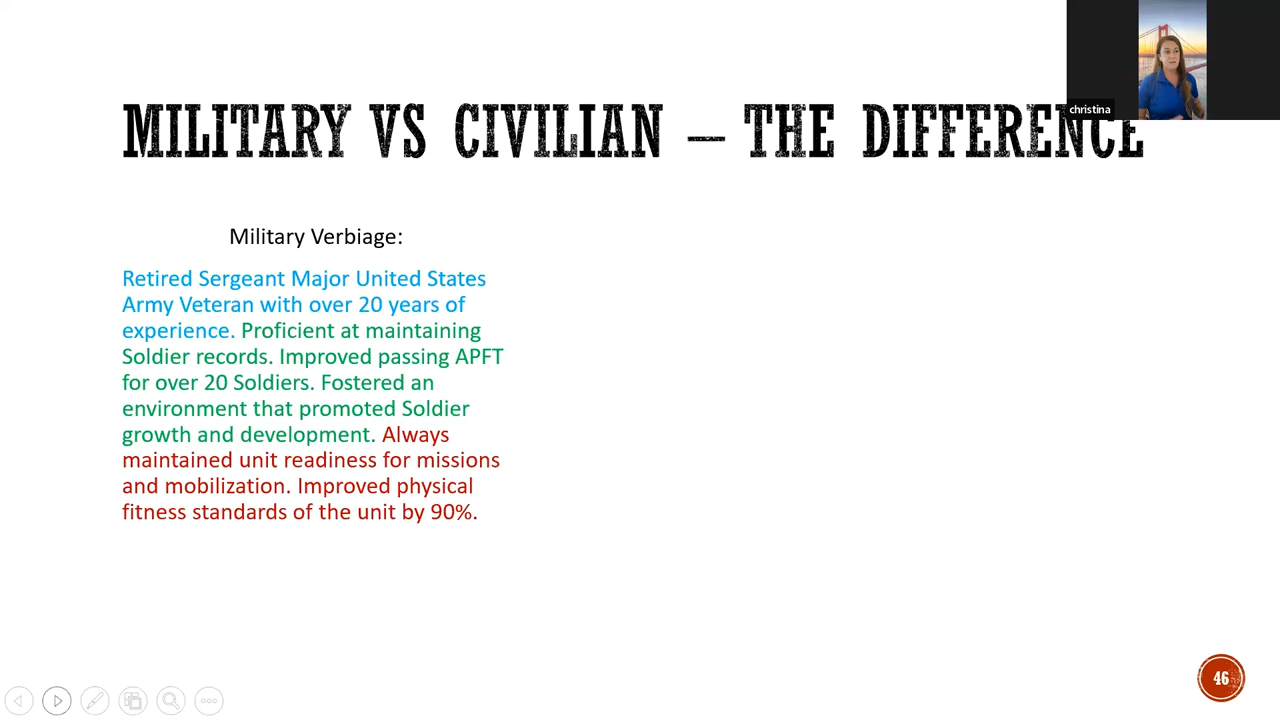 MILITARY VS CIVILIAN – THE DIFFERENCE
christina
Military Verbiage:
Retired Sergeant Major United States
Army Veteran with over 20 years of
experience. Proficient at maintaining
Soldier records. Improved passing APFT
for over 20 Soldiers. Fostered an
environment that promoted Soldier
growth and development. Always
maintained unit readiness for missions
and mobilization. Improved physical
fitness standards of the unit by 90%.
46